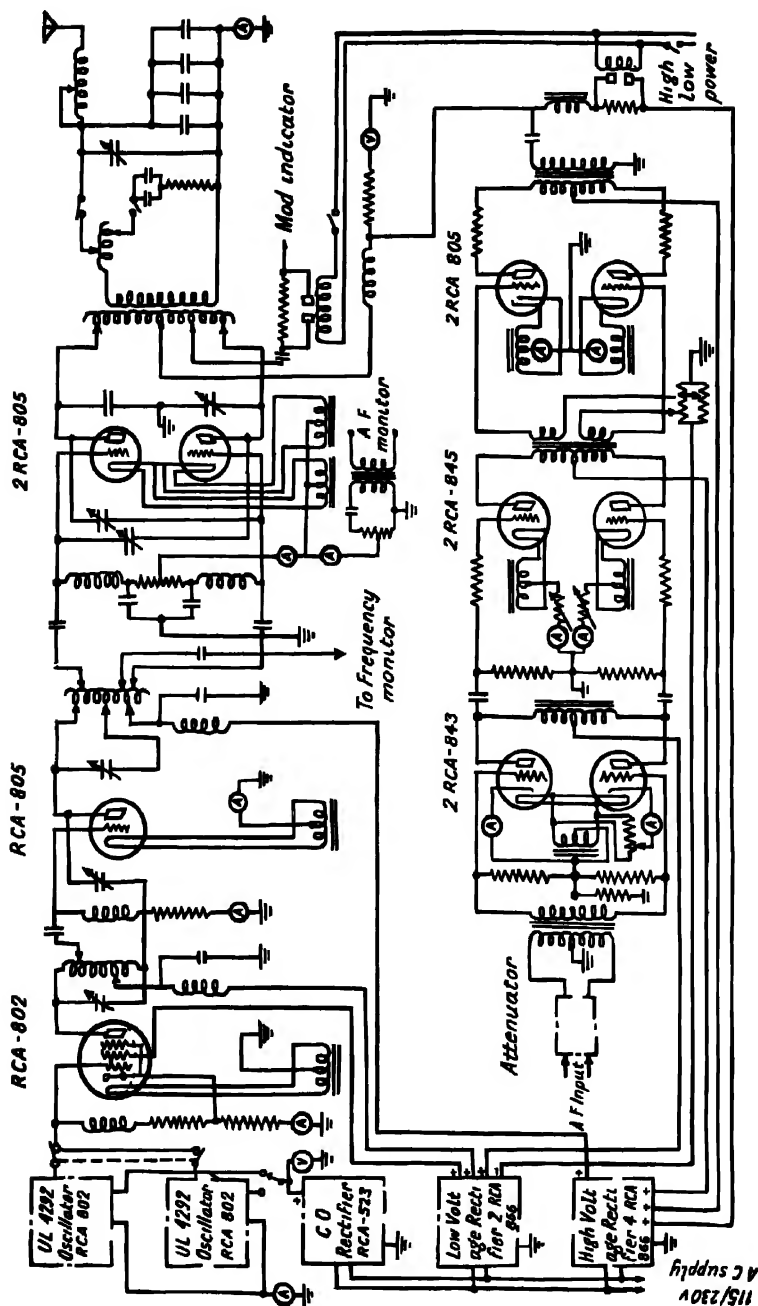 UL 4292
Oscillator
RCA 802
UL 4292
Oscillator
RCA 802
C O
Rectifier
RCA-523
Low Volt
age Recti
fier 2 RCA
866
High Volt
age Recti
fier 4 RCA
866
115/230 V
A C supply
RCA-802
RCA-805
2 RCA-805
To Frequency
monitor
A F
monitor
Mod indicator
A F Input
Attenuator
2 RCA-843
2 RCA-845
2 RCA 805
High
low
power
A
A
V
A
A
A
A
A
A
A
A
A
A
A
A
V
+
+
+
+
-
+
+
+
+